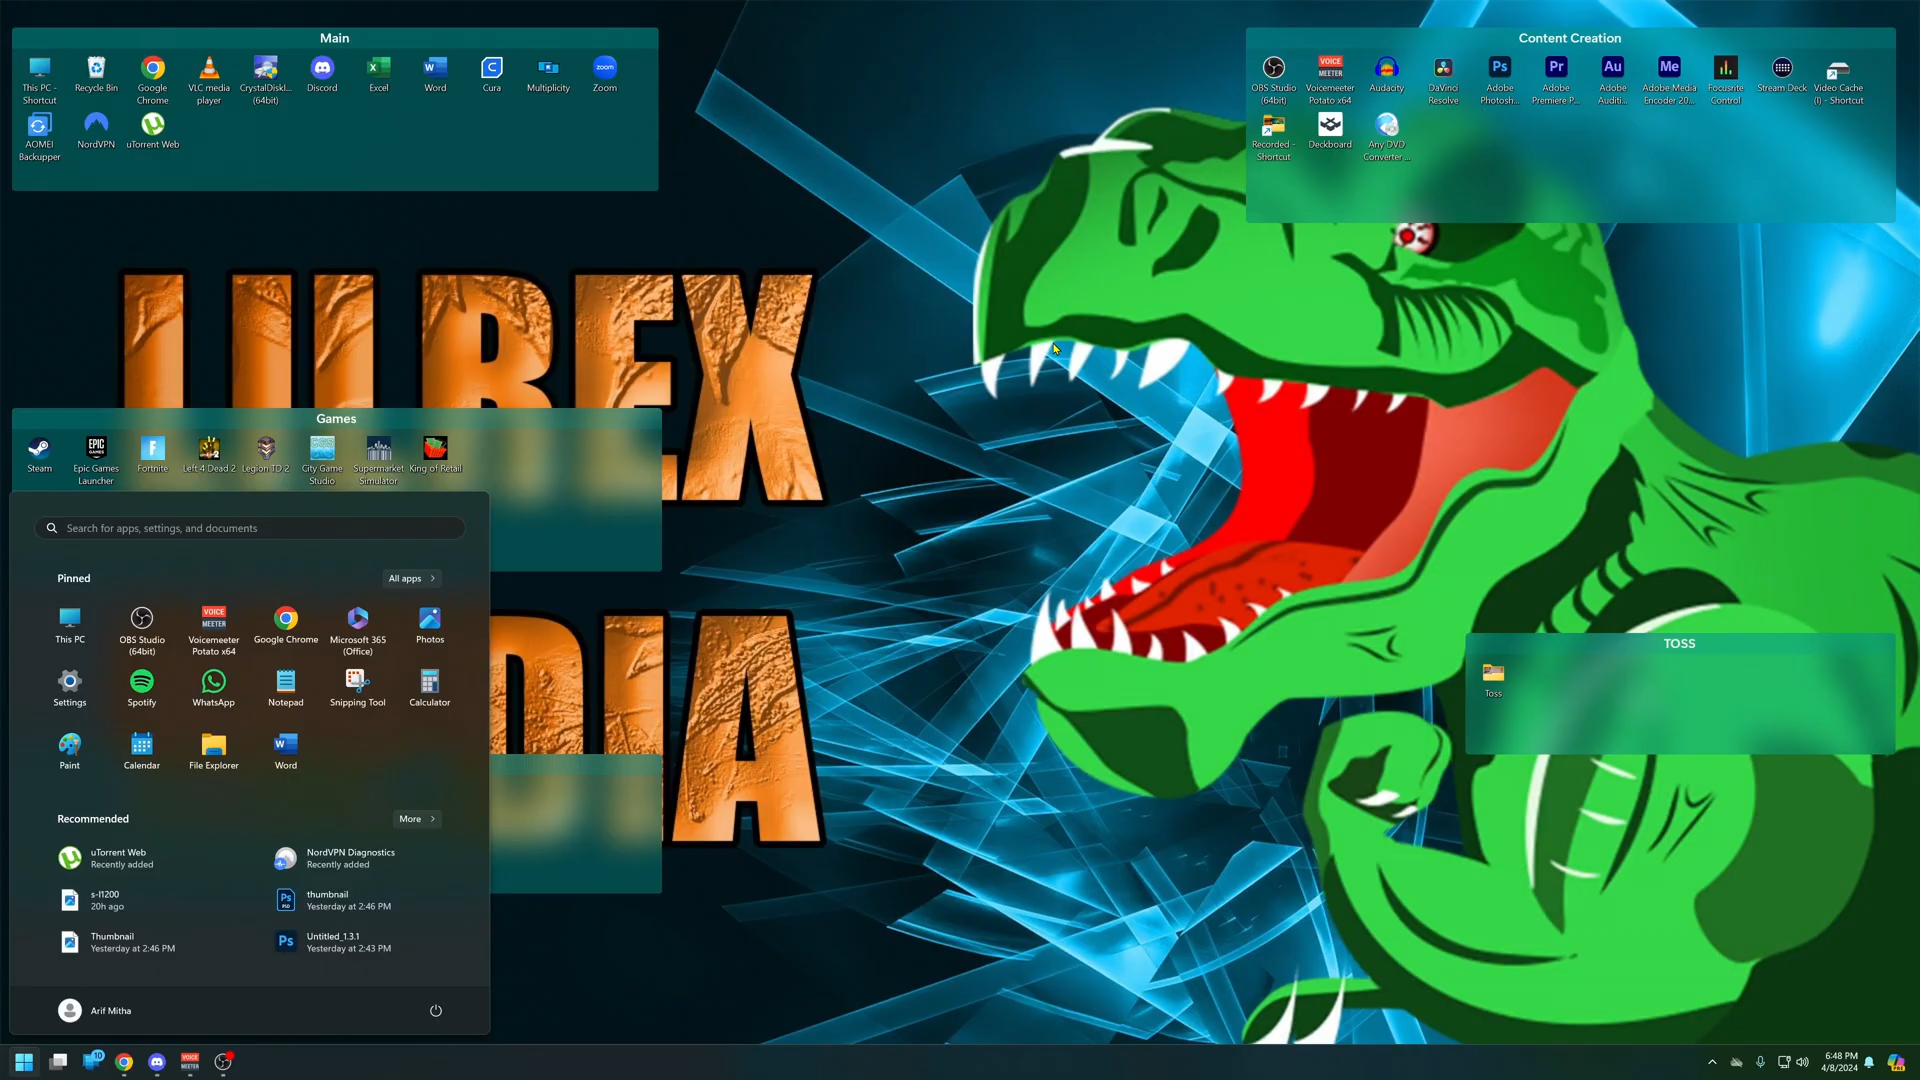 Main
This PC - Shortcut
Recycle Bin
Google Chrome
VLC media player
CrystalDiskI... (64bit)
Discord
Excel
Word
Cura
Multiplicity
Zoom
AOMEI Backupper
NordVPN
uTorrent Web
Content Creation
OBS Studio (64bit)
Voicemeeter Potato x64
Audacity
DaVinci Resolve
Adobe Photosh...
Adobe Premiere P...
Adobe Auditi...
Adobe Media Encoder 20...
Focusrite Control
Stream Deck
Video Cache (I) - Shortcut
Recorded - Shortcut
Deckboard
Any DVD Converter ...
Games
Steam
Epic Games Launcher
Fortnite
Left 4 Dead 2
Legion TD 2
City Game Studio
Supermarket Simulator
King of Retail
Search for apps, settings, and documents
Pinned
All apps
This PC
OBS Studio (64bit)
Voicemeeter Potato x64
Google Chrome
Microsoft 365 (Office)
Photos
Settings
Spotify
WhatsApp
Notepad
Snipping Tool
Calculator
Paint
Calendar
File Explorer
Word
Recommended
More
uTorrent Web
Recently added
NordVPN Diagnostics
Recently added
s-l1200
20h ago
thumbnail
Yesterday at 2:46 PM
Thumbnail
Yesterday at 2:46 PM
Untitled_1.3.1
Yesterday at 2:43 PM
Arif Mitha
TOSS
Toss
10
6:48 PM
4/8/2024